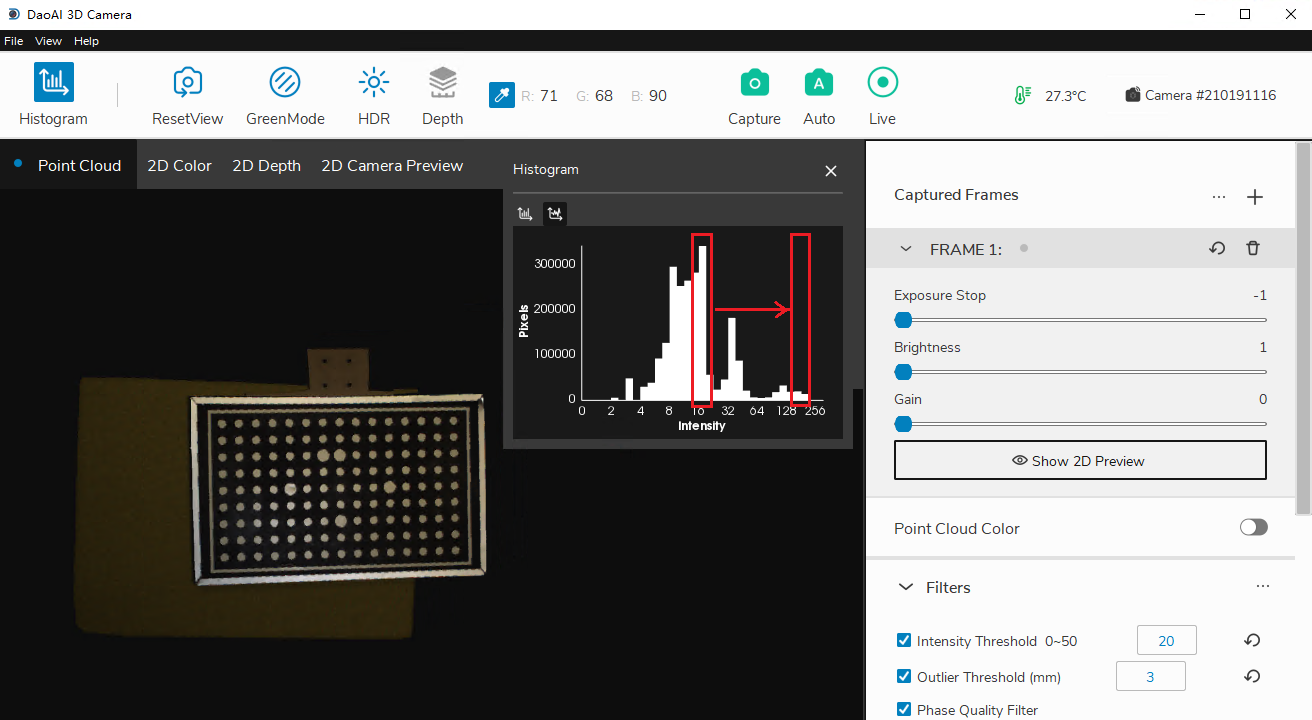 DaoAI 3D Camera
File View Help
Histogram ResetView GreenMode HDR Depth R: 71 G: 68 B: 90 Capture Auto Live 27.3°C Camera #210191116
Point Cloud 2D Color 2D Depth 2D Camera Preview
Histogram
300000
200000
100000
0
Pixels
0 2 4 8 16 32 64 128 256
Intensity
Captured Frames
FRAME 1:
Exposure Stop -1
Brightness 1
Gain 0
Show 2D Preview
Point Cloud Color
Filters
Intensity Threshold 0~50 20
Outlier Threshold (mm) 3
Phase Quality Filter